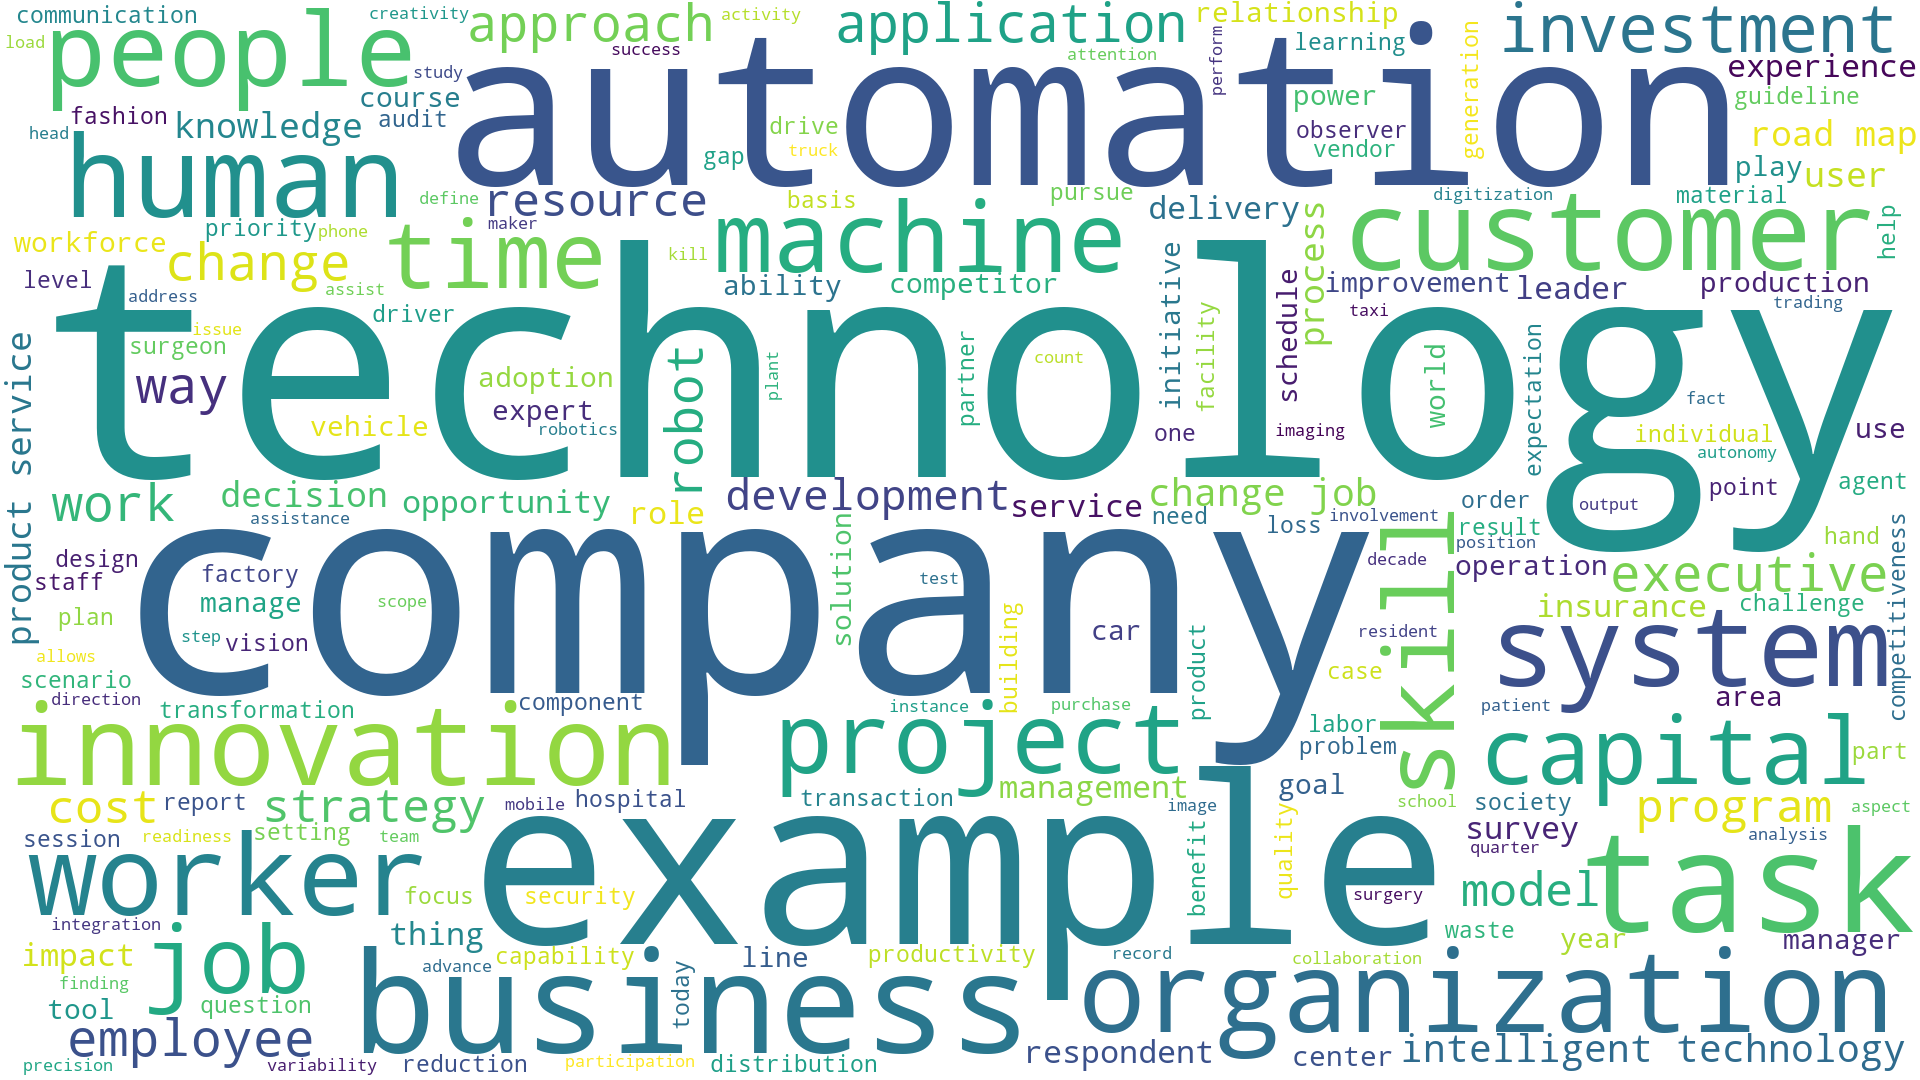 communication
creativity
activity
approach
application
relationship
investment
people
load
success
attention
learning
experience
automation
study
course
perform
generation
power
guideline
fashion
knowledge
audit
drive
observer
road map
head
human
gap
truck
vendor
play
user
define
resource
basis
pursue
delivery
digitization
material
maker
priority
phone
workforce
change
time
machine
customer
help
kill
process
level
assist
ability
competitor
initiative
schedule
improvement
leader
production
address
driver
facility
taxi
trading
issue
technology
surgeon
product service
way
adoption
robot
plant
partner
count
world
expectation
fact
expert
vehicle
robotics
one
imaging
individual
use
autonomy
work
decision
opportunity
development
service
change job
order
point
agent
role
need
loss
involvement
output
assistance
solution
skill
result
hand
company
position
decade
design
factory
test
operation
executive
competitiveness
staff
manage
scope
insurance
challenge
plan
building
car
resident
system
step
vision
product
allows
scenario
case
direction
transformation
component
instance
purchase
patient
area
innovation
project
labor
problem
capital
part
cost
report
strategy
mobile
hospital
transaction
management
image
goal
school
society
program
aspect
session
readiness
setting
team
example
benefit
quality
survey
quarter
analysis
worker
focus
security
surgery
model
task
integration
job
thing
waste
year
manager
impact
advance
capability
line
productivity
record
collaboration
finding
business
today
organization
tool
question
employee
respondent
center
intelligent technology
precision
variability
reduction
participation
distribution